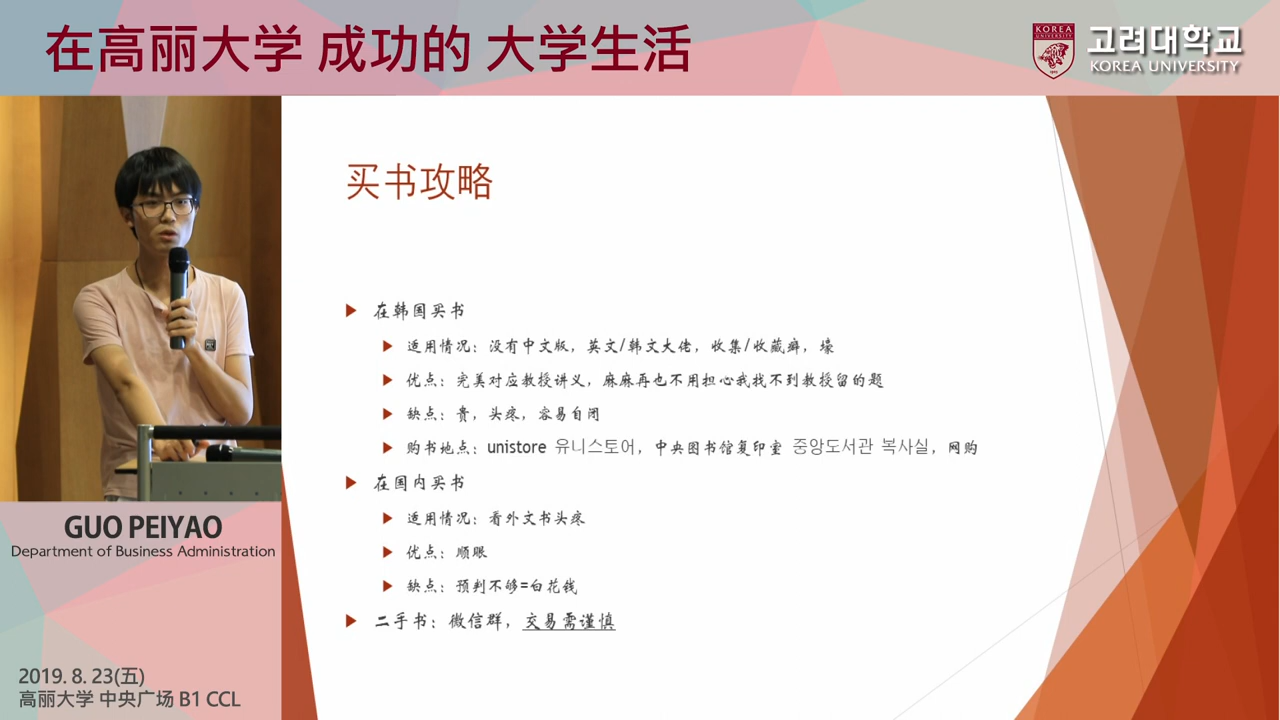 在高丽大学 成功的 大学生活
KOREA
UNIVERSITY
고려대학교
KOREA UNIVERSITY
买书攻略
在韩国买书
适用情况：没有中文版，英文/韩文大佬，收集/收藏癖，壕
优点：完美对应教授讲义，麻麻再也不用担心我找不到教授留的题
缺点：贵，头疼，容易自闭
购书地点：unistore 유니스토어，中央图书馆复印室 중앙도서관 복사실，网购
在国内买书
适用情况：看外文书头疼
优点：顺眼
缺点：预判不够=白花钱
二手书：微信群，交易需谨慎
GUO PEIYAO
Department of Business Administration
2019. 8. 23(五)
高丽大学 中央广场 B1 CCL